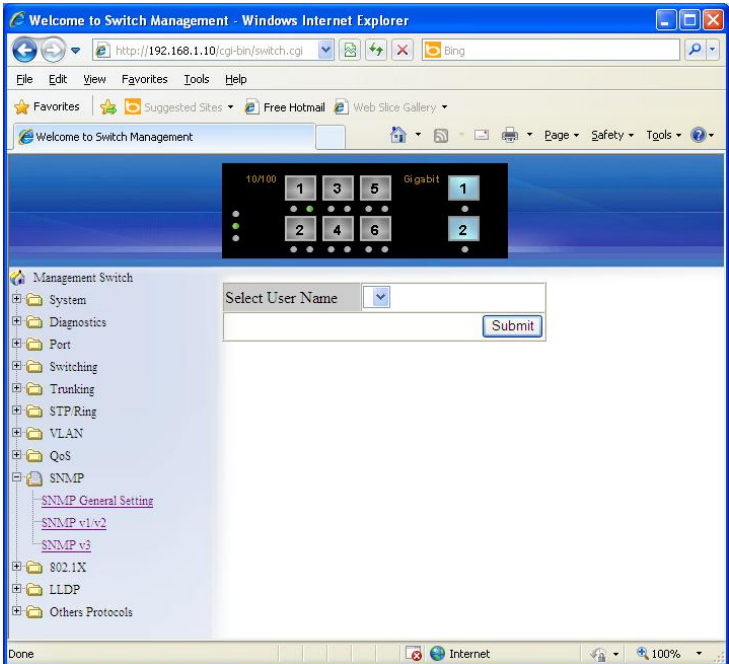 Welcome to Switch Management - Windows Internet Explorer
http://192.168.1.10/cgi-bin/switch.cgi
Bing
File Edit View Favorites Tools Help
Favorites Suggested Sites Free Hotmail Web Slice Gallery
Welcome to Switch Management Page Safety Tools
10/100 1 3 5 Gigabit 1
2 4 6 2
Management Switch
System
Diagnostics
Port
Switching
Trunking
STP/Ring
VLAN
QoS
SNMP
SNMP General Setting
SNMP v1/v2
SNMP v3
802.1X
LLDP
Others Protocols
Select User Name
Submit
Done Internet 100%